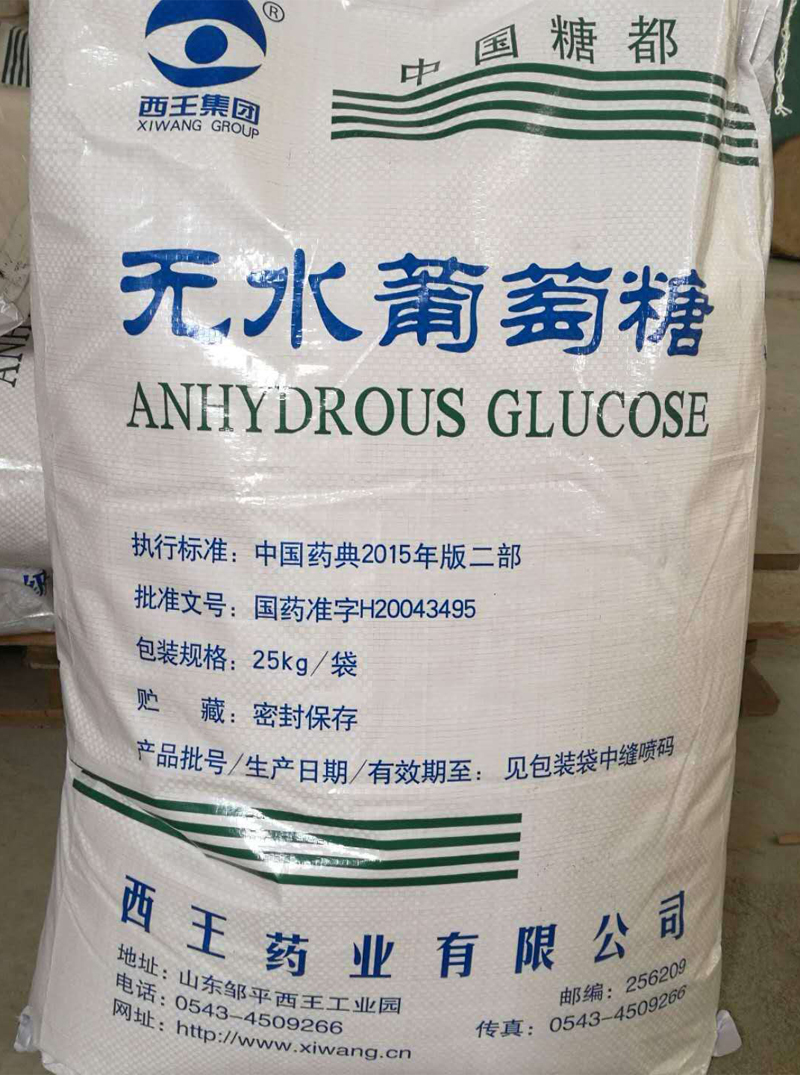 ®
中国糖都
西王集团
XIWANG GROUP
无水葡萄糖
ANHYDROUS GLUCOSE
执行标准：中国药典2015年版二部
批准文号：国药准字H20043495
包装规格：25kg/袋
贮 藏：密封保存
产品批号/生产日期/有效期至：见包装袋中缝喷码
西王药业有限公司
地址：山东邹平西王工业园 邮编：256209
电话：0543-4509266 传真：0543-4509266
网址：http://www.xiwang.cn